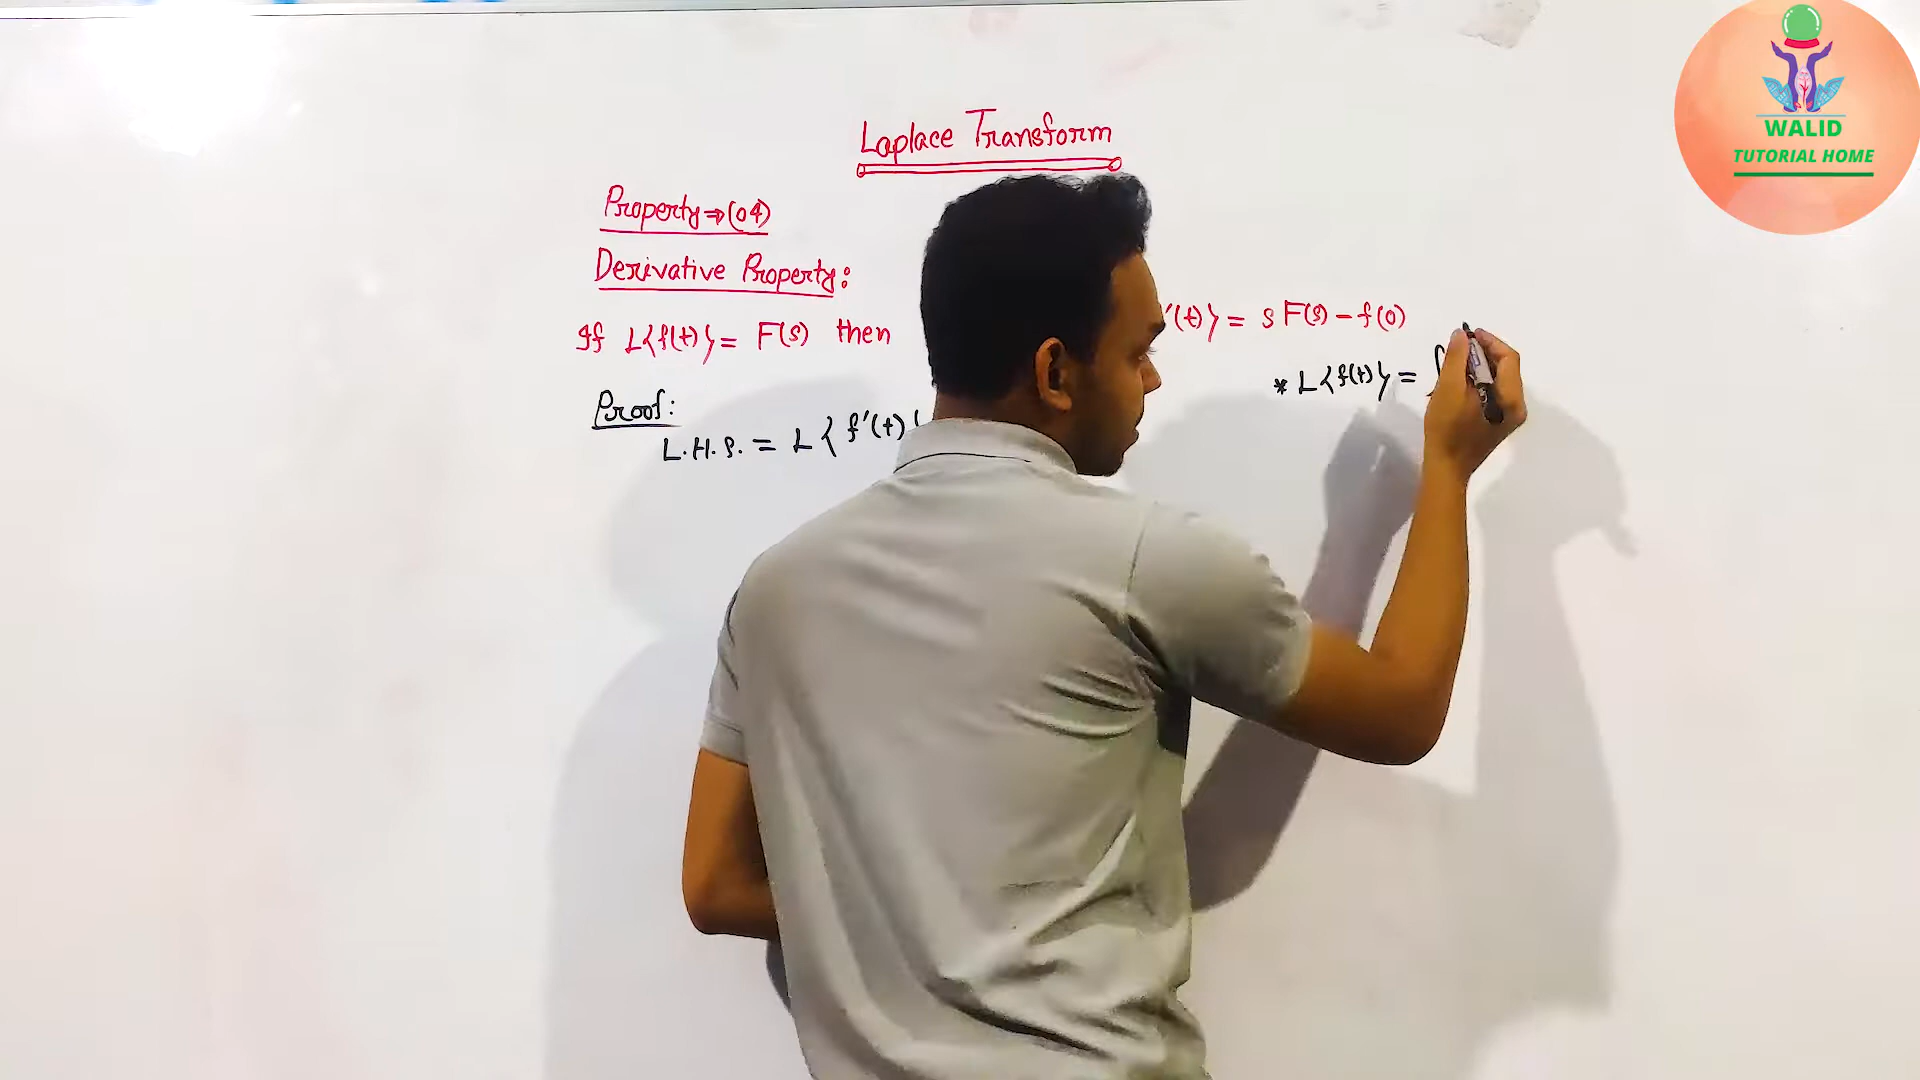 Laplace Transform
Property⇒(04)
Derivative Property:
If L{f(t)} = F(s) then '(t)} = s F(s) - f(0)
* L{f(t)} = ∫
Proof:
L.H.S. = L{f'(t)
WALID
TUTORIAL HOME